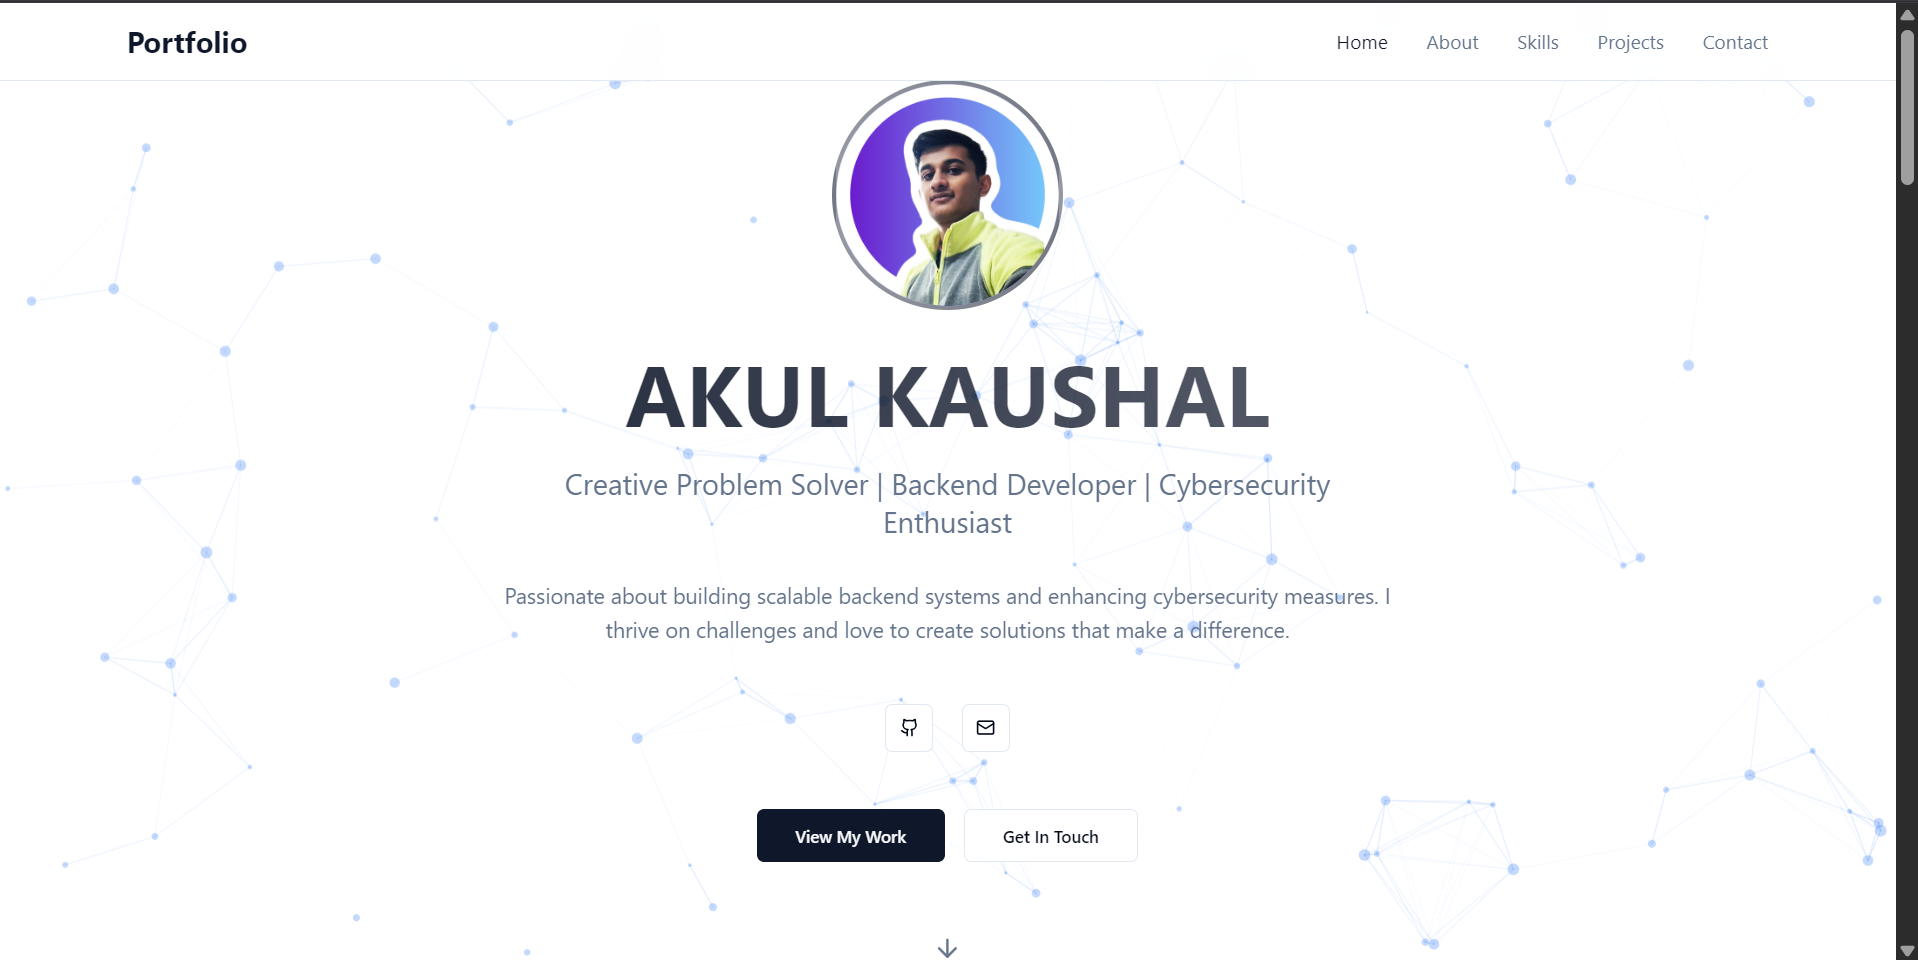 Portfolio
Home
About
Skills
Projects
Contact
AKUL KAUSHAL
Creative Problem Solver | Backend Developer | Cybersecurity
Enthusiast
Passionate about building scalable backend systems and enhancing cybersecurity measures. I
thrive on challenges and love to create solutions that make a difference.
View My Work
Get In Touch